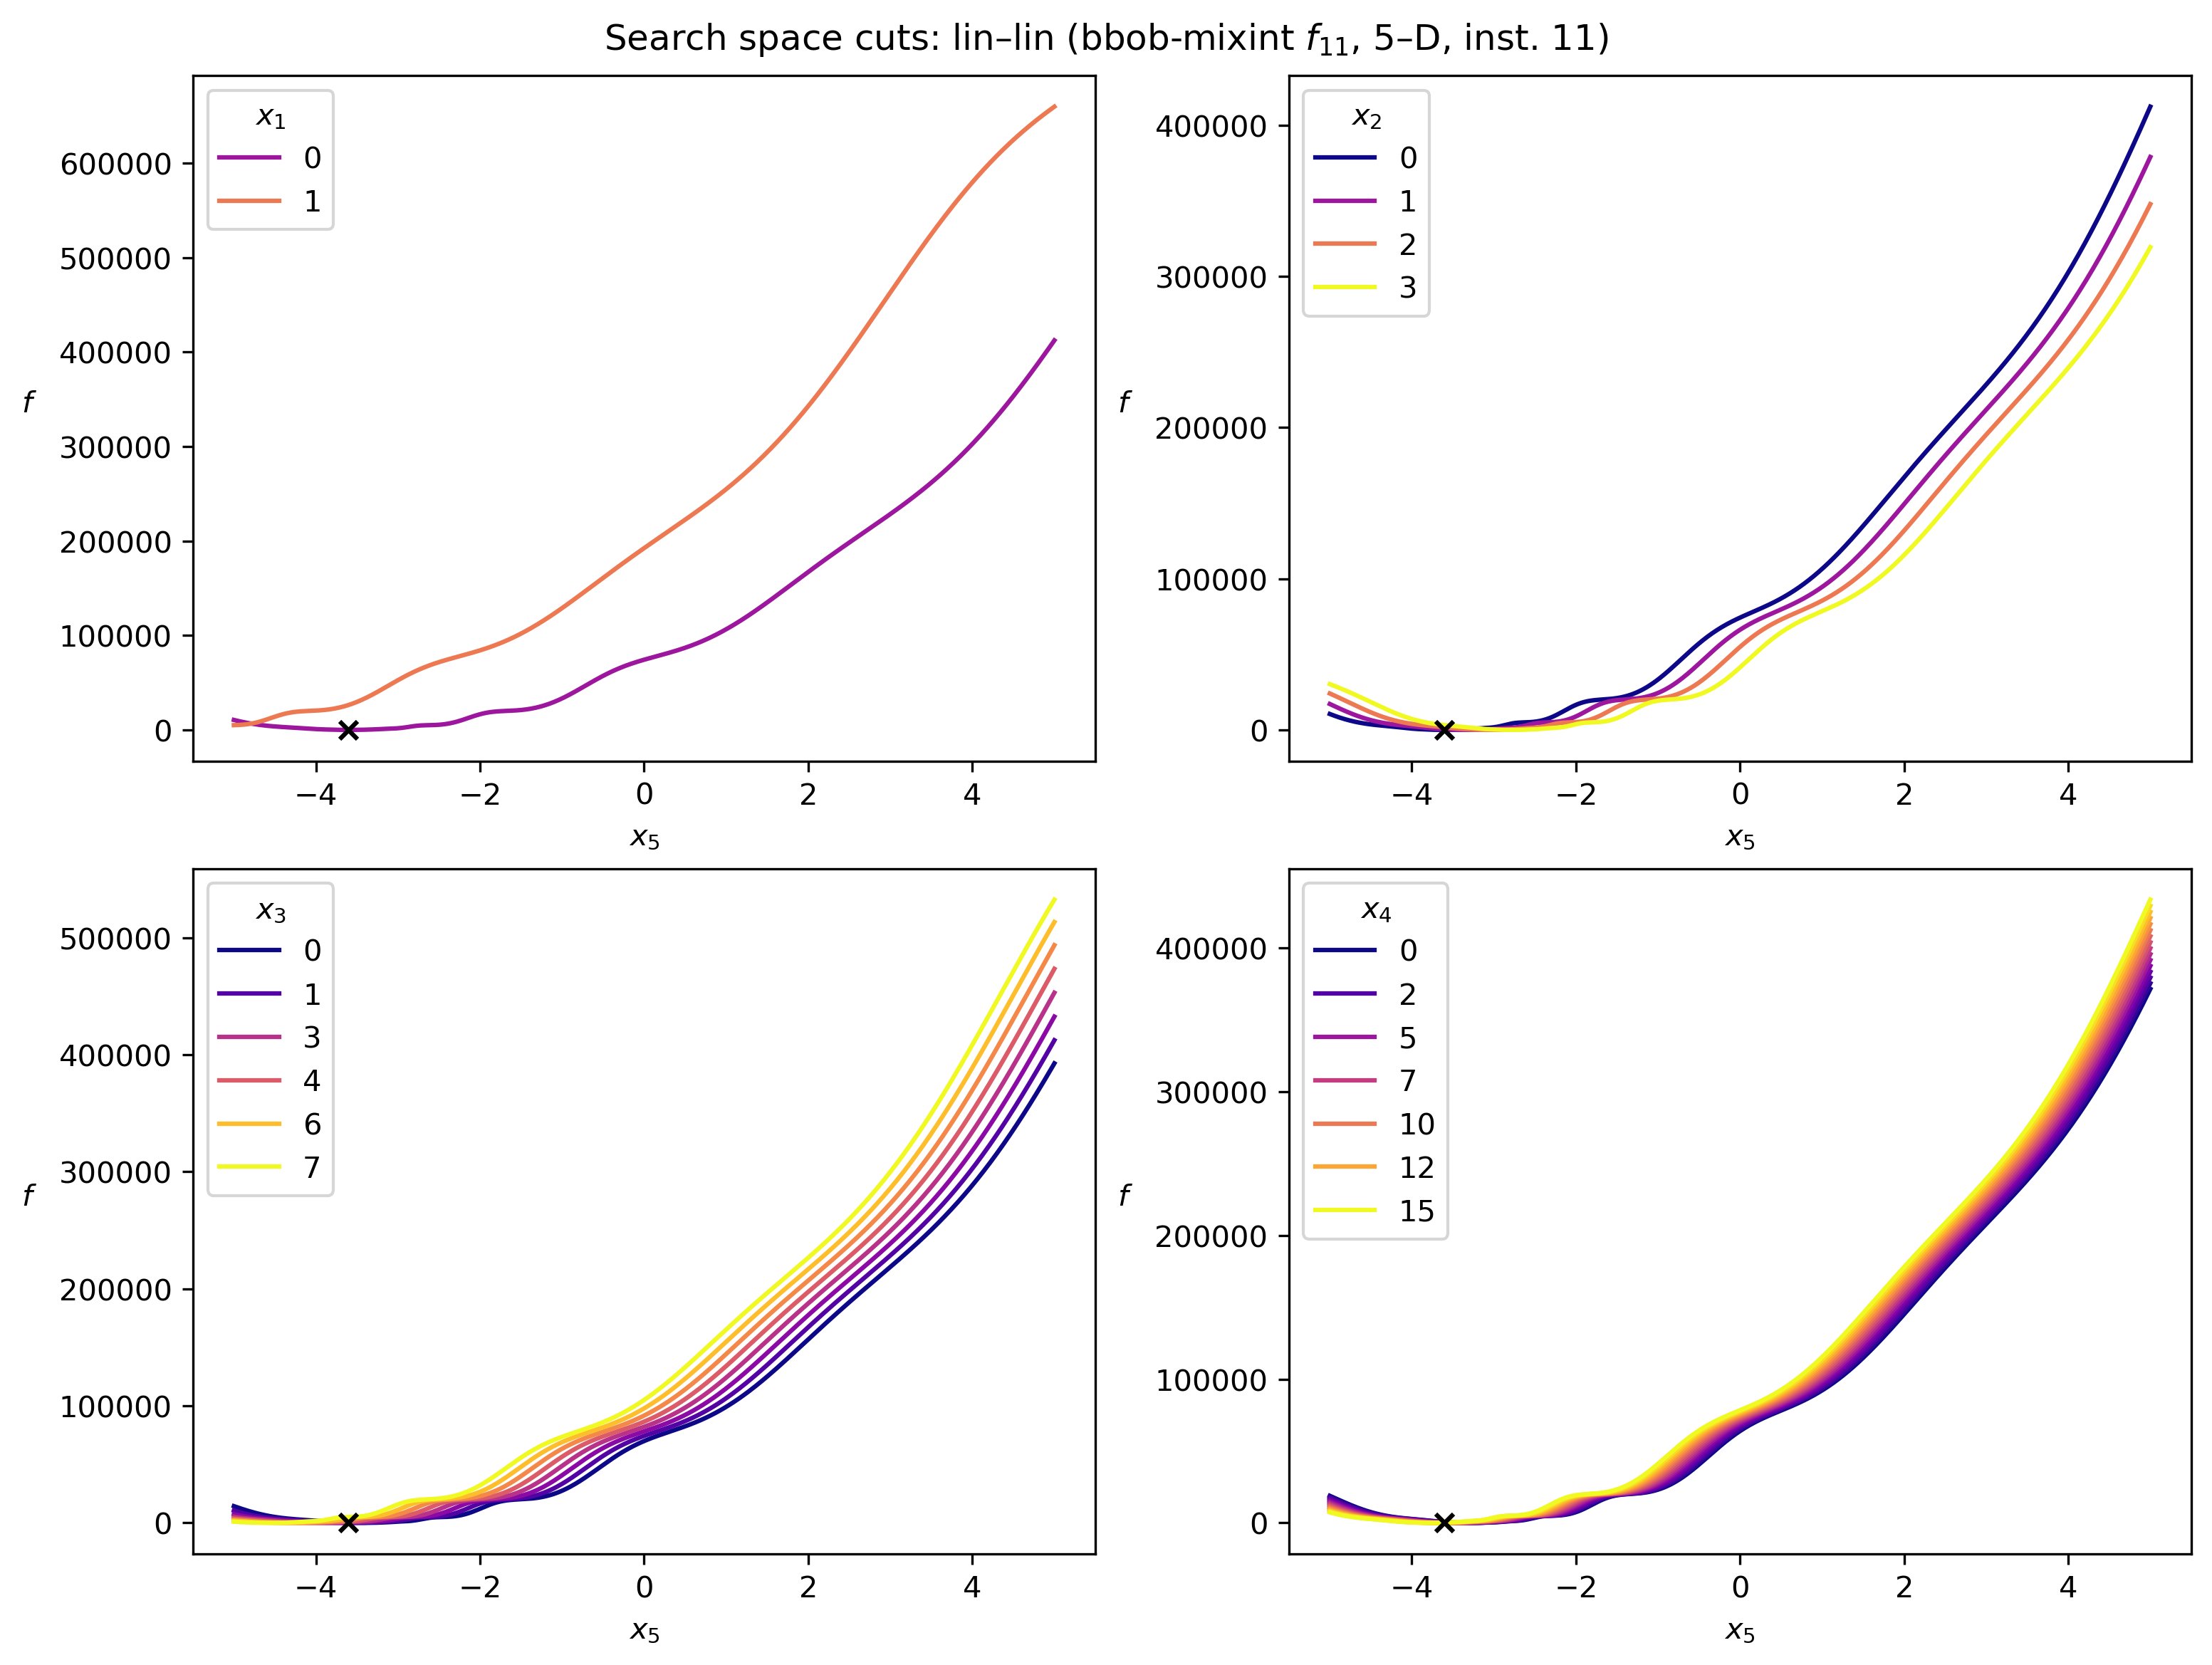 Search space cuts: lin–lin (bbob-mixint f₁₁, 5–D, inst. 11)
x₁
0
1
600000
500000
400000
300000
200000
100000
0
f
−4 −2 0 2 4
x₅
x₂
0
1
2
3
400000
300000
200000
100000
0
f
−4 −2 0 2 4
x₅
x₃
0
1
3
4
6
7
500000
400000
300000
200000
100000
0
f
−4 −2 0 2 4
x₅
x₄
0
2
5
7
10
12
15
400000
300000
200000
100000
0
f
−4 −2 0 2 4
x₅